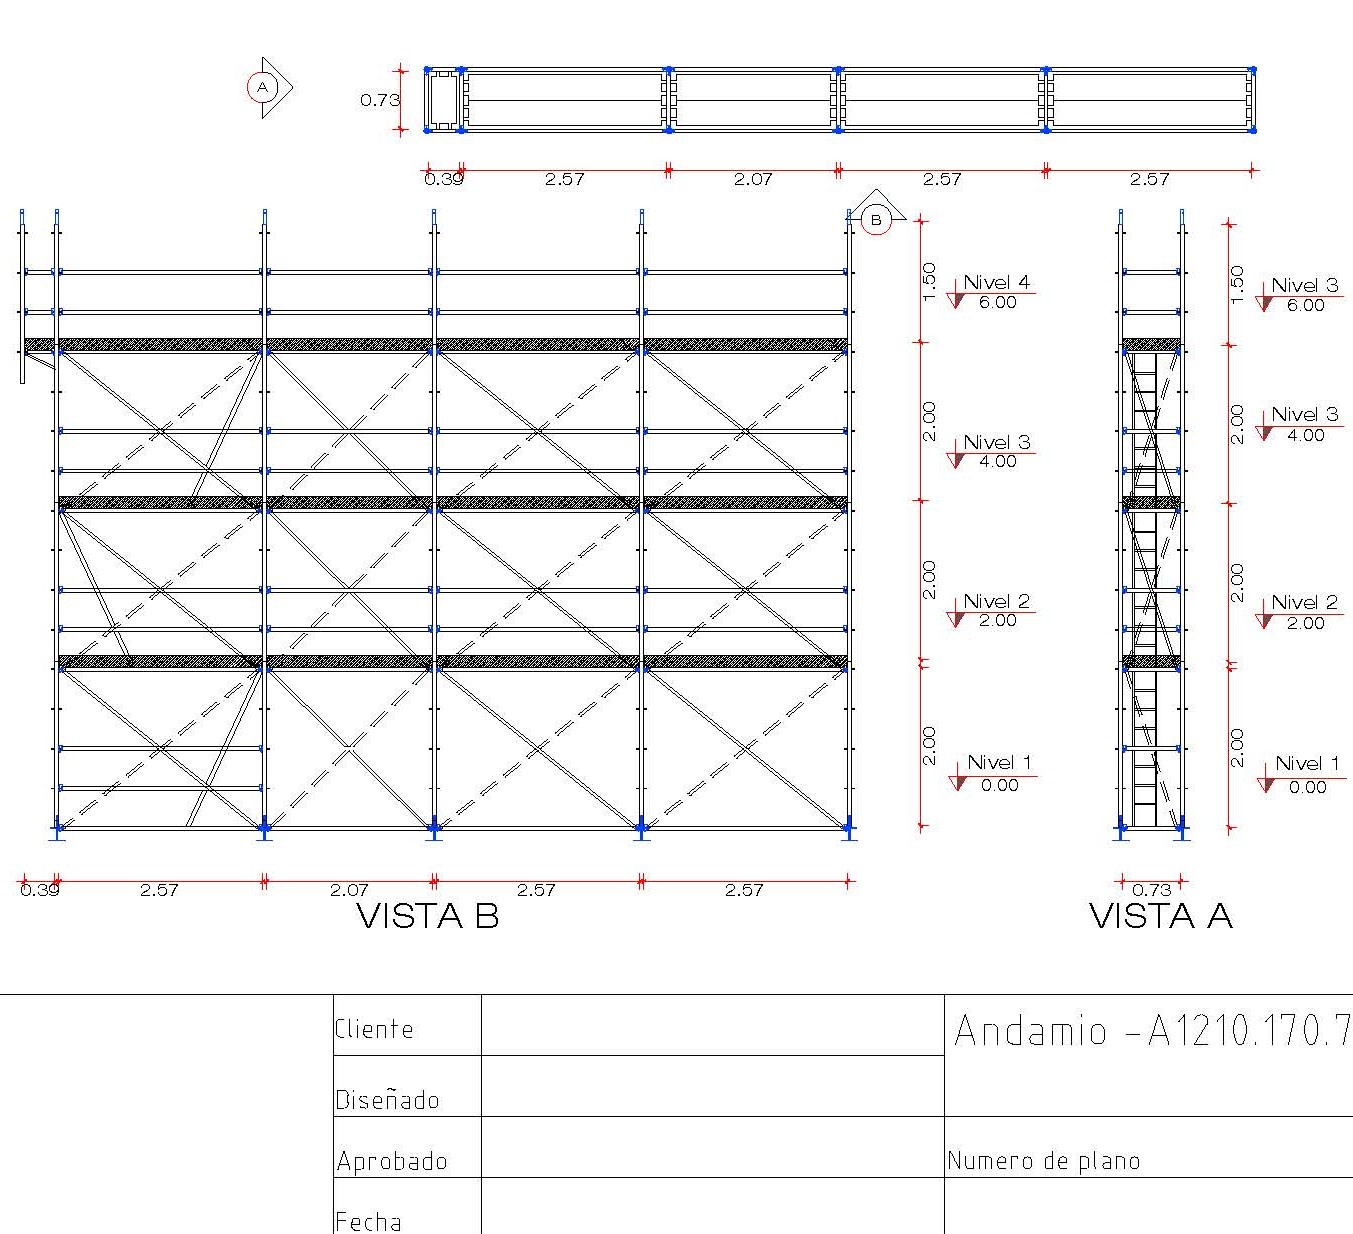 A
0.73
0.39
2.57
2.07
2.57
2.57
B
1.50
Nivel 4
6.00
1.50
Nivel 3
6.00
2.00
Nivel 3
4.00
2.00
Nivel 3
4.00
2.00
Nivel 2
2.00
2.00
Nivel 2
2.00
2.00
Nivel 1
0.00
2.00
Nivel 1
0.00
0.39
2.57
2.07
2.57
2.57
0.73
VISTA B
VISTA A
Cliente
Andamio -A1210.170.7
Diseñado
Aprobado
Numero de plano
Fecha